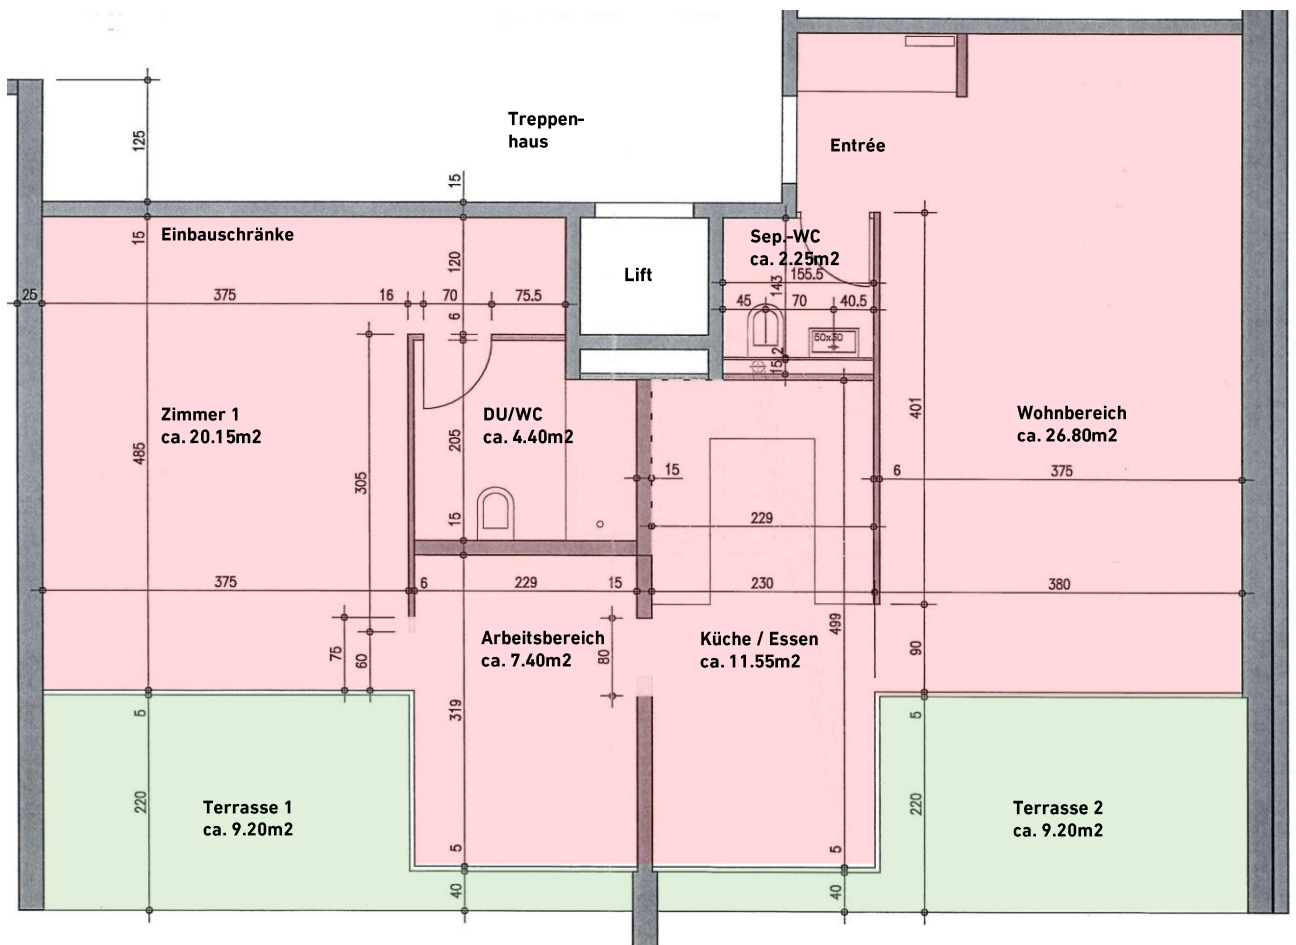 125
Treppen-
haus
15
Entrée
15
Einbauschränke
Sep.-WC
ca. 2.25m2
120
Lift
143
155.5
25
375
16
70
75.5
45
70
40.5
6
50x30
15.2
Zimmer 1
ca. 20.15m2
DU/WC
ca. 4.40m2
401
Wohnbereich
ca. 26.80m2
485
205
305
15
6
375
15
229
375
6
229
15
230
380
499
Arbeitsbereich
ca. 7.40m2
Küche / Essen
ca. 11.55m2
75
60
80
90
5
319
5
220
Terrasse 1
ca. 9.20m2
220
Terrasse 2
ca. 9.20m2
5
5
40
40